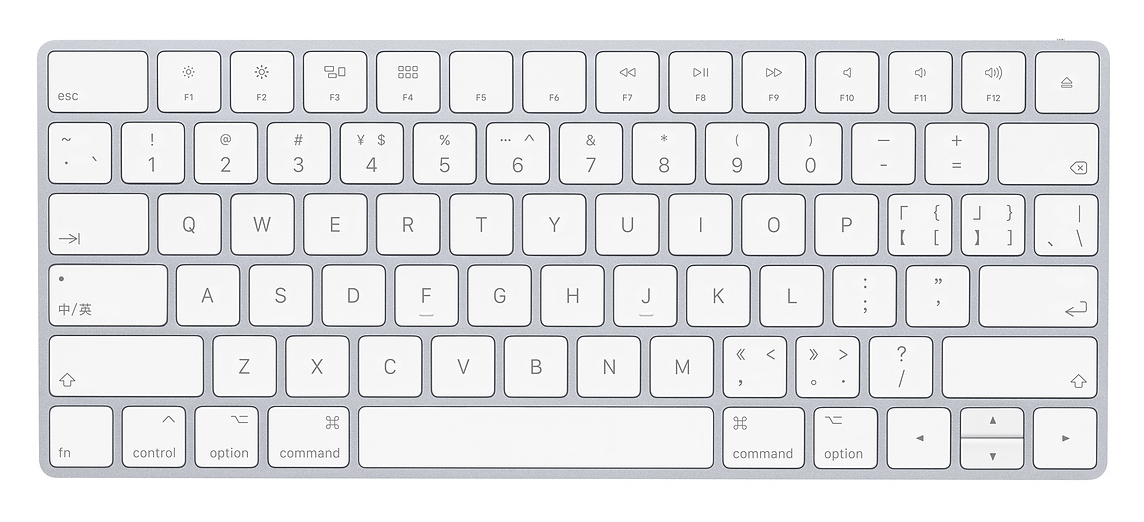 esc F1 F2 F3 F4 F5 F6 F7 F8 F9 F10 F11 F12
~ ! @ # ¥ $ % … ^ & * ( ) — +
· ` 1 2 3 4 5 6 7 8 9 0 - =
Q W E R T Y U I O P 「 { 」 } |
【 [ 】 ] 、 \
中/英 A S D F G H J K L : ; ” ’
Z X C V B N M 《 < , 》 > 。 . ? /
fn control option command command option